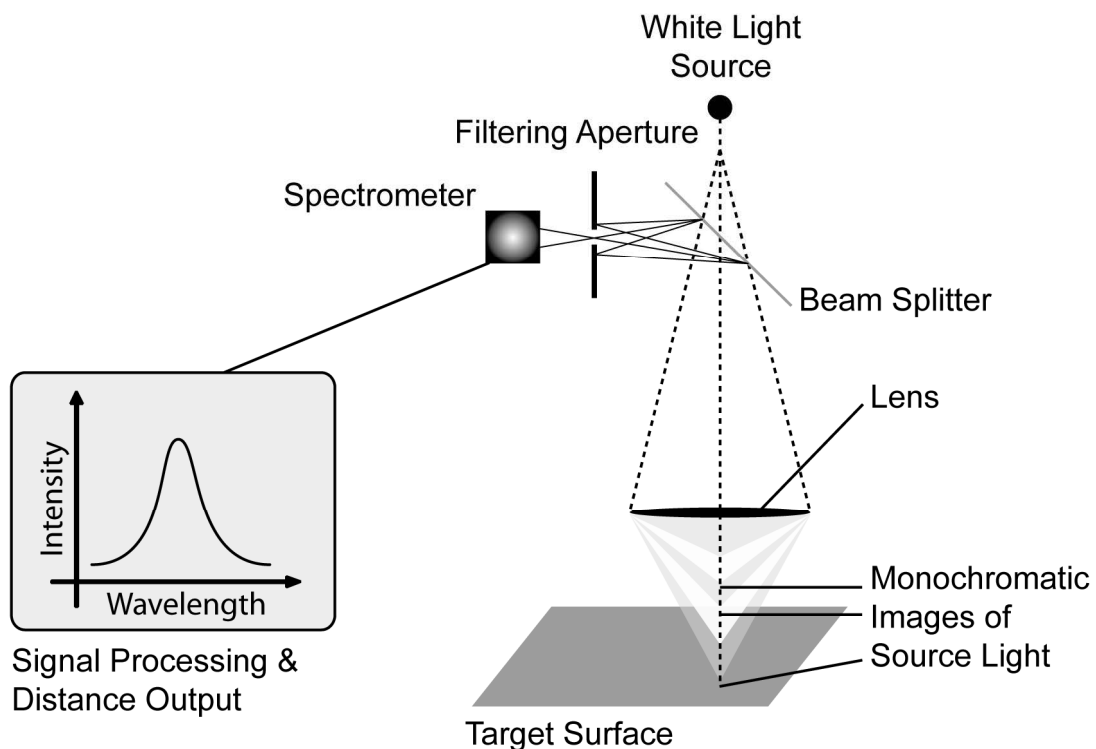 White Light
Source
Filtering Aperture
Spectrometer
Beam Splitter
Lens
Intensity
Wavelength
Monochromatic
Images of
Source Light
Signal Processing &
Distance Output
Target Surface